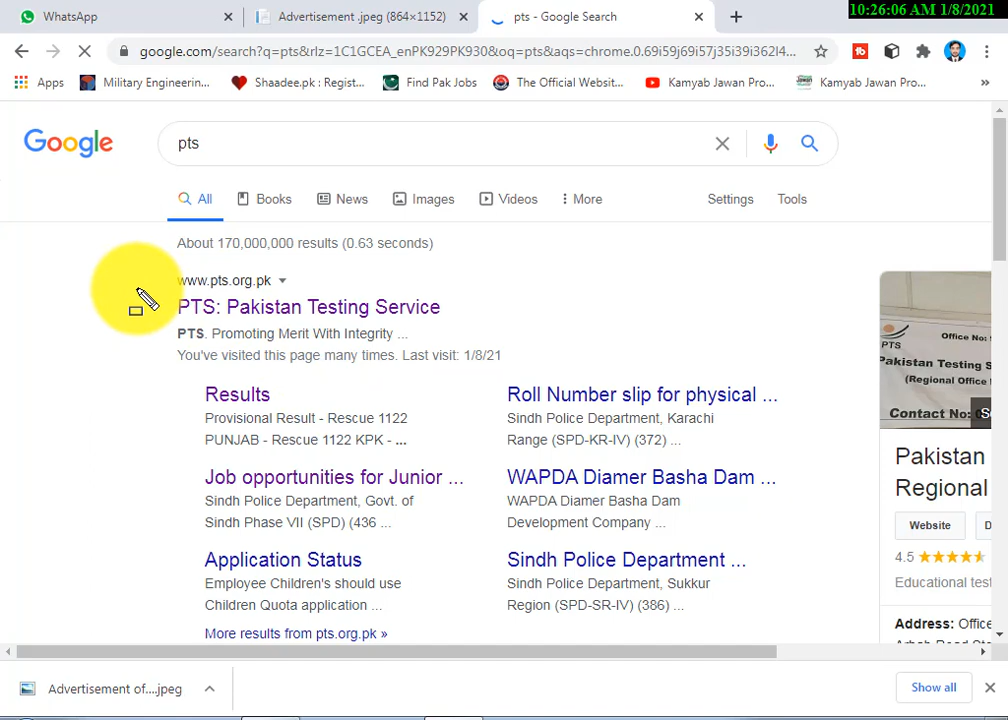 WhatsApp
Advertisement .jpeg (864×1152)
pts - Google Search
10:26:06 AM 1/8/2021
google.com/search?q=pts&rlz=1C1GCEA_enPK929PK930&oq=pts&aqs=chrome.0.69i59j69i57j35i39i362l4...
Apps
Military Engineerin...
Shaadee.pk : Regist...
Find Pak Jobs
The Official Websit...
Kamyab Jawan Pro...
Kamyab Jawan Pro...
»
Google
pts
All
Books
News
Images
Videos
More
Settings
Tools
About 170,000,000 results (0.63 seconds)
www.pts.org.pk
PTS: Pakistan Testing Service
PTS. Promoting Merit With Integrity ...
You've visited this page many times. Last visit: 1/8/21
Results
Provisional Result - Rescue 1122
PUNJAB - Rescue 1122 KPK - ...
Roll Number slip for physical ...
Sindh Police Department, Karachi
Range (SPD-KR-IV) (372) ...
Job opportunities for Junior ...
Sindh Police Department, Govt. of
Sindh Phase VII (SPD) (436 ...
WAPDA Diamer Basha Dam ...
WAPDA Diamer Basha Dam
Development Company ...
Application Status
Employee Children's should use
Children Quota application ...
Sindh Police Department ...
Sindh Police Department, Sukkur
Region (SPD-SR-IV) (386) ...
More results from pts.org.pk »
Office No:
PTS
Pakistan Testing Serv
(Regional Office
Contact No:
S
Pakistan
Regional
Website
D
4.5
Educational test
Address: Office
Advertisement of....jpeg
Show all